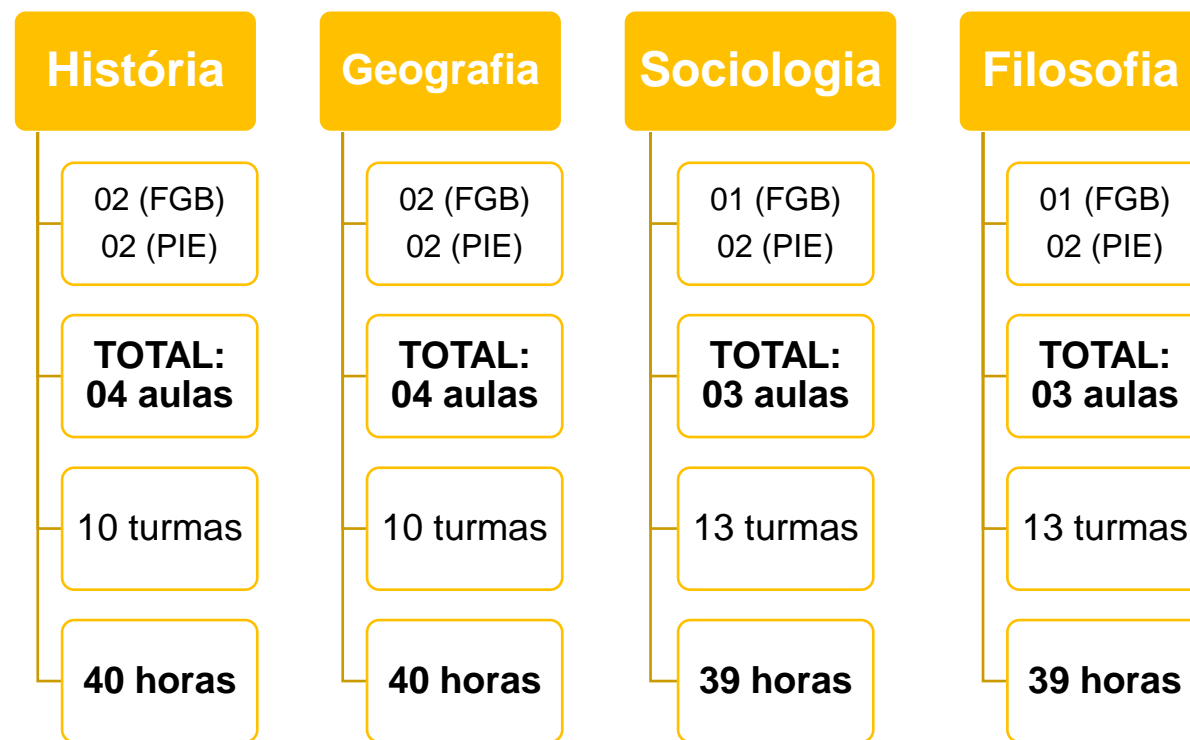 História
02 (FGB)
02 (PIE)
TOTAL:
04 aulas
10 turmas
40 horas
Geografia
02 (FGB)
02 (PIE)
TOTAL:
04 aulas
10 turmas
40 horas
Sociologia
01 (FGB)
02 (PIE)
TOTAL:
03 aulas
13 turmas
39 horas
Filosofia
01 (FGB)
02 (PIE)
TOTAL:
03 aulas
13 turmas
39 horas